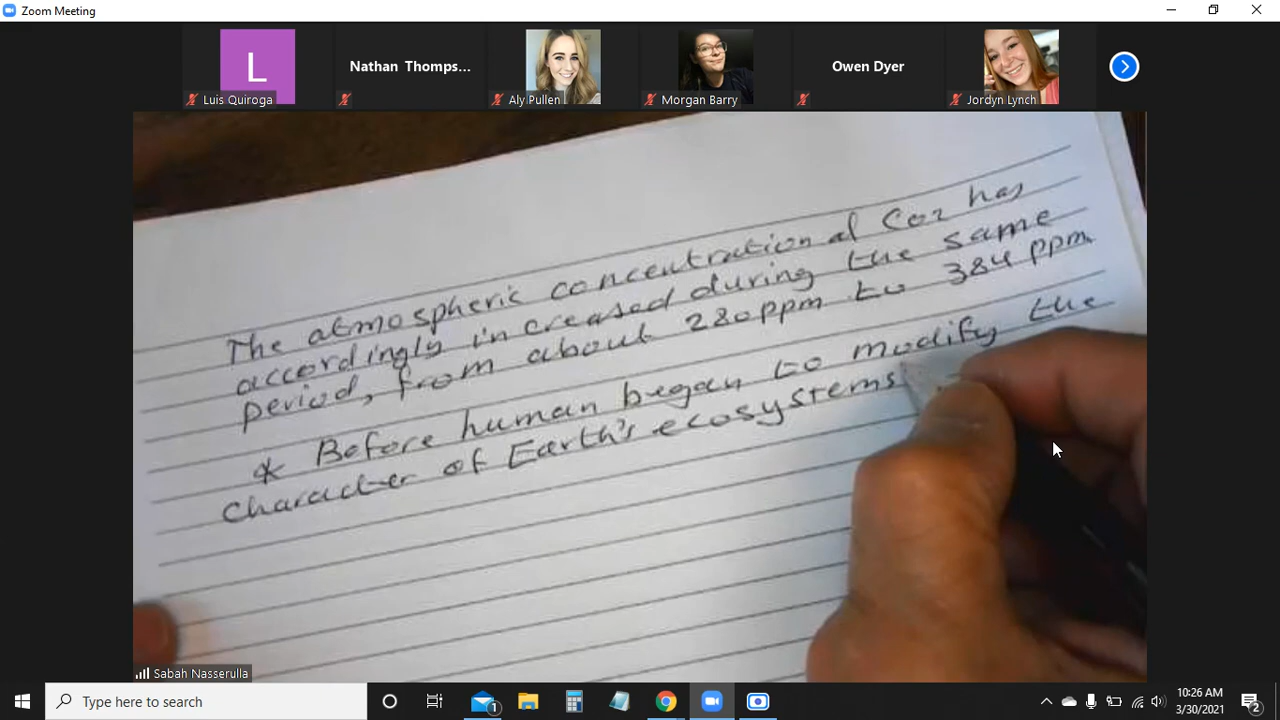 Zoom Meeting
L
Luis Quiroga
Nathan Thomps...
Aly Pullen
Morgan Barry
Owen Dyer
Jordyn Lynch
The atmospheric concentration of Co2 has
accordingly increased during the same
period, from about 280ppm to 384 ppm.
* Before human began to modify the
character of Earth's ecosystems
Sabah Nasserulla
Type here to search
1
10:26 AM
3/30/2021
2